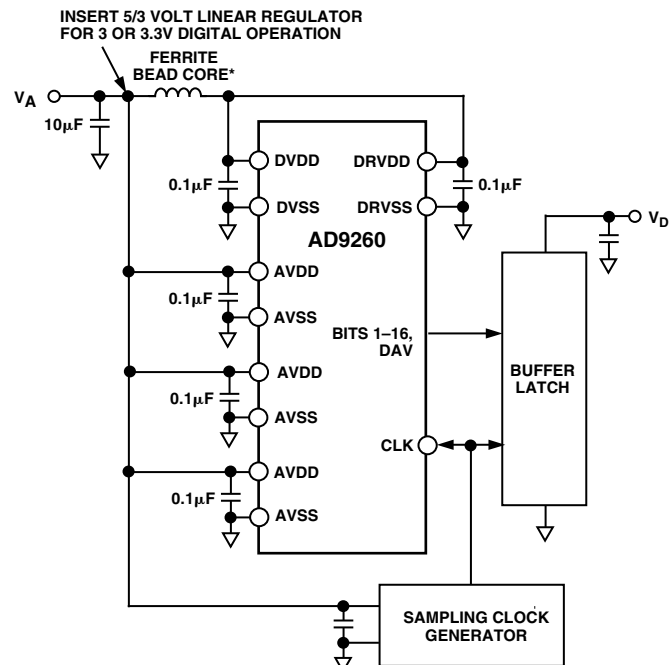 INSERT 5/3 VOLT LINEAR REGULATOR
FOR 3 OR 3.3V DIGITAL OPERATION
FERRITE
BEAD CORE*
VA
10μF
DVDD
DRVDD
0.1μF
0.1μF
DVSS
DRVSS
VD
AD9260
AVDD
0.1μF
AVSS
BITS 1–16,
DAV
BUFFER
LATCH
AVDD
0.1μF
AVSS
CLK
AVDD
0.1μF
AVSS
SAMPLING CLOCK
GENERATOR